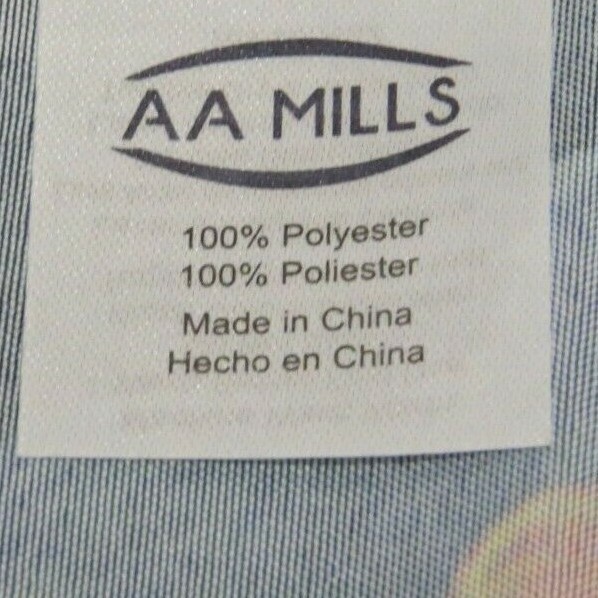 AA MILLS
100% Polyester
100% Poliester
Made in China
Hecho en China